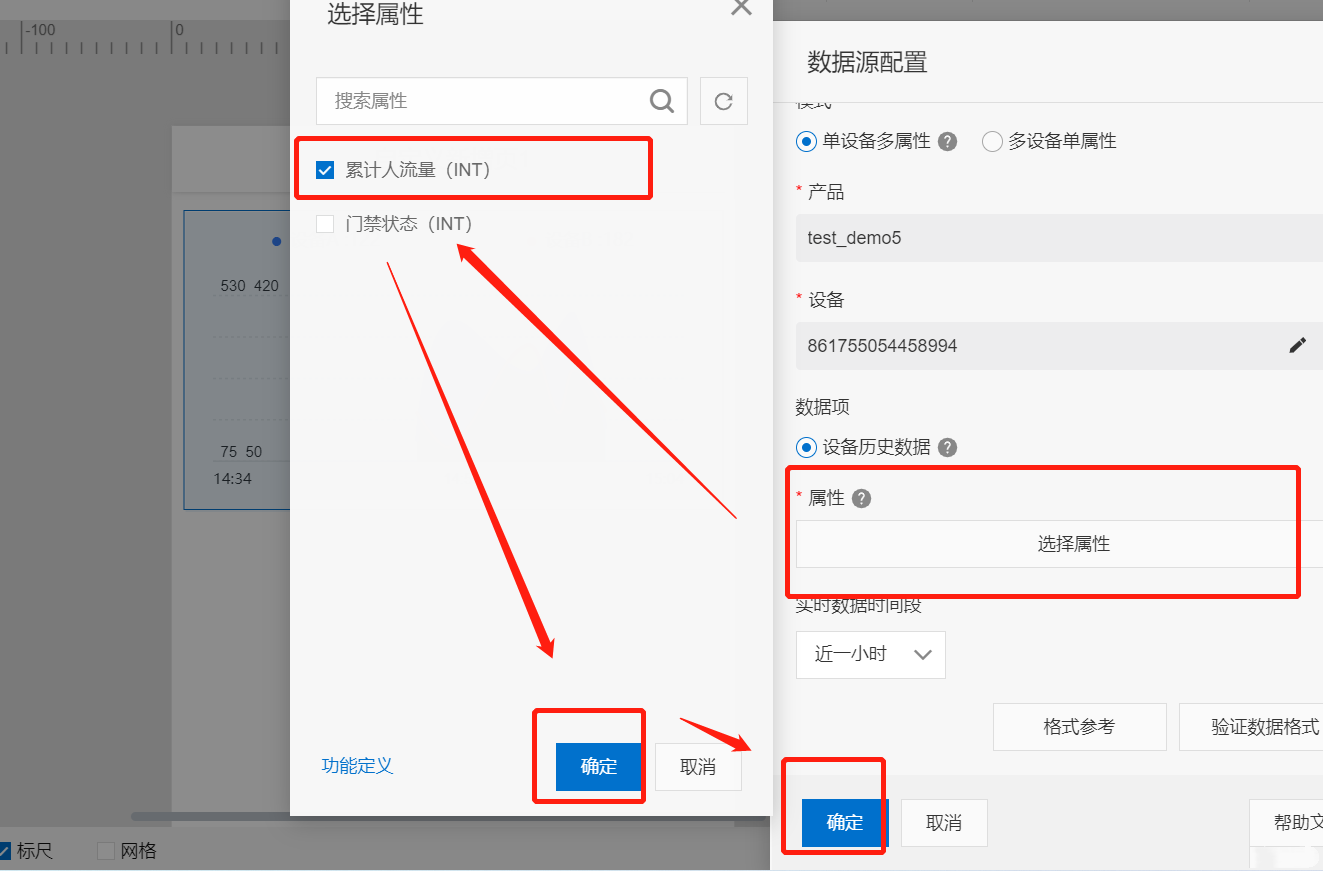 -100
0
530 420
75 50
14:34
标尺
网格
选择属性
搜索属性
累计人流量（INT）
门禁状态（INT）
功能定义
确定
取消
数据源配置
模式
单设备多属性 ?
多设备单属性
* 产品
test_demo5
* 设备
861755054458994
数据项
设备历史数据 ?
* 属性 ?
选择属性
实时数据时间段
近一小时
格式参考
验证数据格式
确定
取消
帮助文